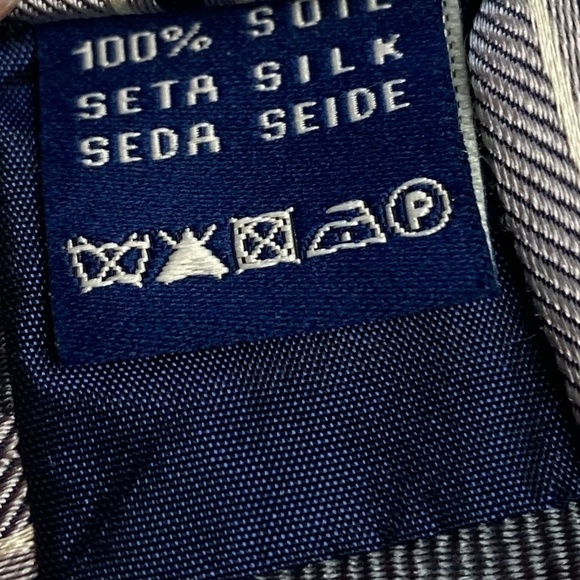 100% SOIE
SETA SILK
SEDA SEIDE
P